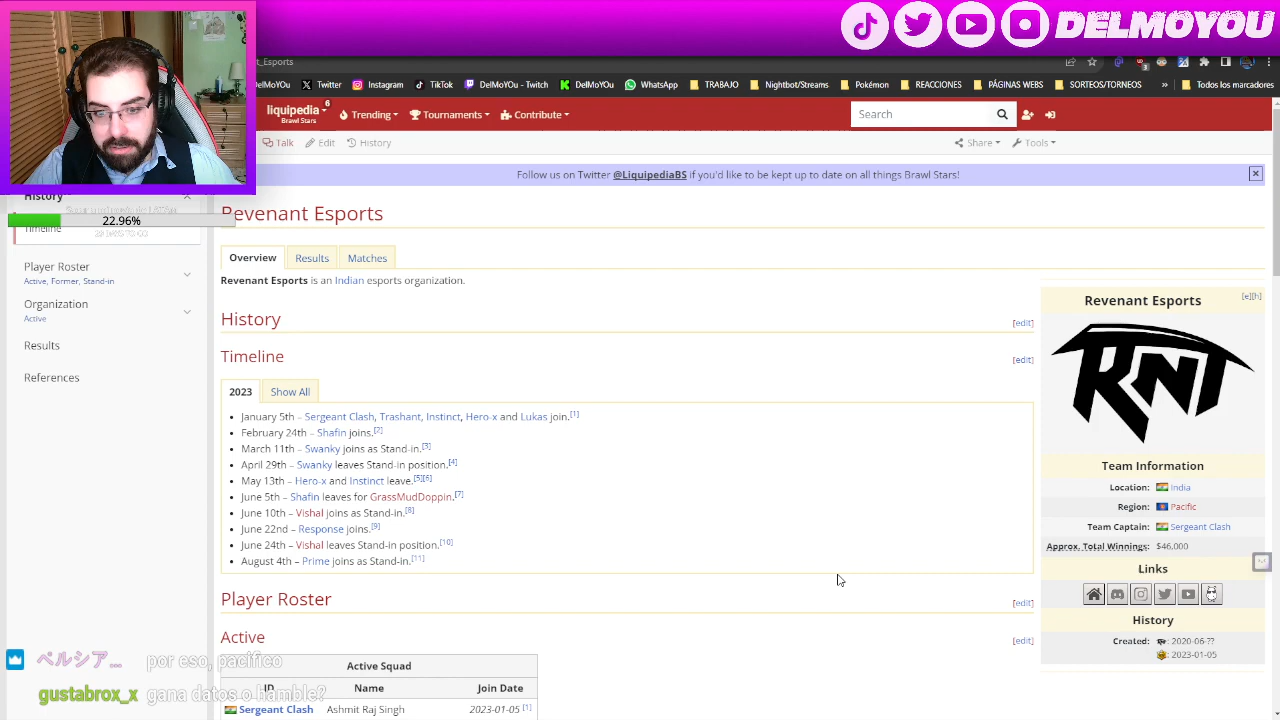 DELMOYOU
_Esports
DelMoYOU
Twitter
Instagram
TikTok
DelMoYOU - Twitch
DelMoYOU
WhatsApp
TRABAJO
Nightbot/Streams
Pokémon
REACCIONES
PÁGINAS WEBS
SORTEOS/TORNEOS
»
Todos los marcadores
liquipedia
Brawl Stars
6
Trending
Tournaments
Contribute
Search
Talk
Edit
History
Share
Tools
Follow us on Twitter @LiquipediaBS if you'd like to be kept up to date on all things Brawl Stars!
History
22.96%
Timeline
Player Roster
Active, Former, Stand-in
Organization
Active
Results
References
Revenant Esports
Overview
Results
Matches
Revenant Esports is an Indian esports organization.
History
[edit]
Timeline
[edit]
2023
Show All
• January 5th – Sergeant Clash, Trashant, Instinct, Hero-x and Lukas join.[1]
• February 24th – Shafin joins.[2]
• March 11th – Swanky joins as Stand-in.[3]
• April 29th – Swanky leaves Stand-in position.[4]
• May 13th – Hero-x and Instinct leave.[5][6]
• June 5th – Shafin leaves for GrassMudDoppin.[7]
• June 10th – Vishal joins as Stand-in.[8]
• June 22nd – Response joins.[9]
• June 24th – Vishal leaves Stand-in position.[10]
• August 4th – Prime joins as Stand-in.[11]
Player Roster
[edit]
Active
[edit]
Active Squad
ID
Name
Join Date
Sergeant Clash
Ashmit Raj Singh
2023-01-05 [1]
Revenant Esports
[e][h]
RNT
Team Information
Location: India
Region: Pacific
Team Captain: Sergeant Clash
Approx. Total Winnings: $46,000
Links
History
Created: 2020-06-??
2023-01-05
ペルシア... por eso, pacifico
gustabrox_x gana datos o hamble?